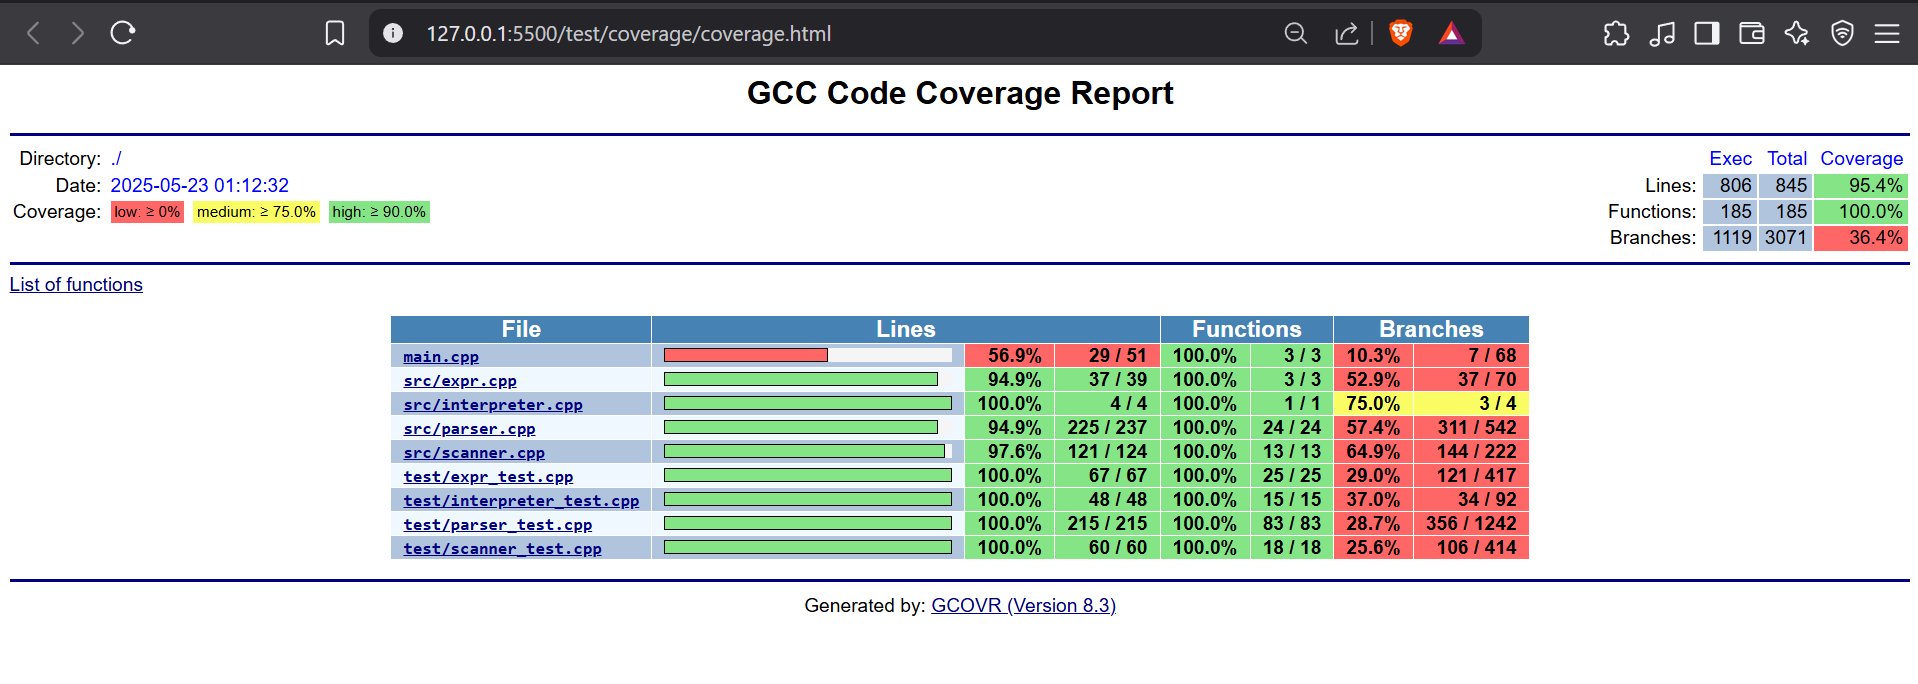 127.0.0.1:5500/test/coverage/coverage.html
GCC Code Coverage Report
Directory: ./
Date: 2025-05-23 01:12:32
Coverage: low: ≥ 0% medium: ≥ 75.0% high: ≥ 90.0%
Exec Total Coverage
Lines: 806 845 95.4%
Functions: 185 185 100.0%
Branches: 1119 3071 36.4%
List of functions
File Lines Functions Branches
main.cpp 56.9% 29 / 51 100.0% 3 / 3 10.3% 7 / 68
src/expr.cpp 94.9% 37 / 39 100.0% 3 / 3 52.9% 37 / 70
src/interpreter.cpp 100.0% 4 / 4 100.0% 1 / 1 75.0% 3 / 4
src/parser.cpp 94.9% 225 / 237 100.0% 24 / 24 57.4% 311 / 542
src/scanner.cpp 97.6% 121 / 124 100.0% 13 / 13 64.9% 144 / 222
test/expr_test.cpp 100.0% 67 / 67 100.0% 25 / 25 29.0% 121 / 417
test/interpreter_test.cpp 100.0% 48 / 48 100.0% 15 / 15 37.0% 34 / 92
test/parser_test.cpp 100.0% 215 / 215 100.0% 83 / 83 28.7% 356 / 1242
test/scanner_test.cpp 100.0% 60 / 60 100.0% 18 / 18 25.6% 106 / 414
Generated by: GCOVR (Version 8.3)